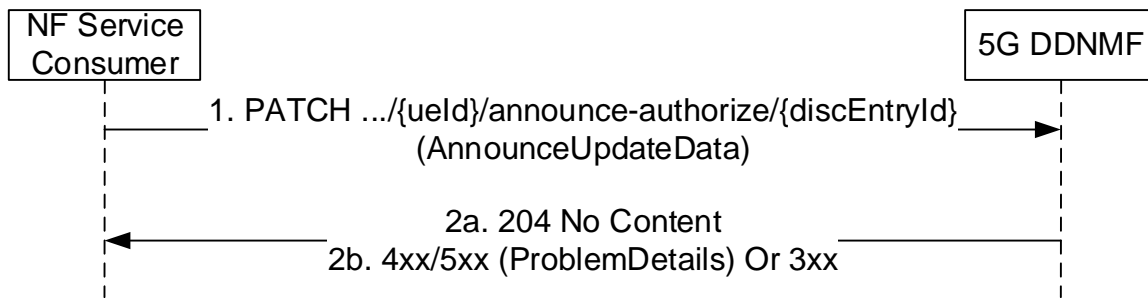 NF Service
Consumer
5G DDNMF
1. PATCH .../{ueId}/announce-authorize/{discEntryId}
(AnnounceUpdateData)
2a. 204 No Content
2b. 4xx/5xx (ProblemDetails) Or 3xx